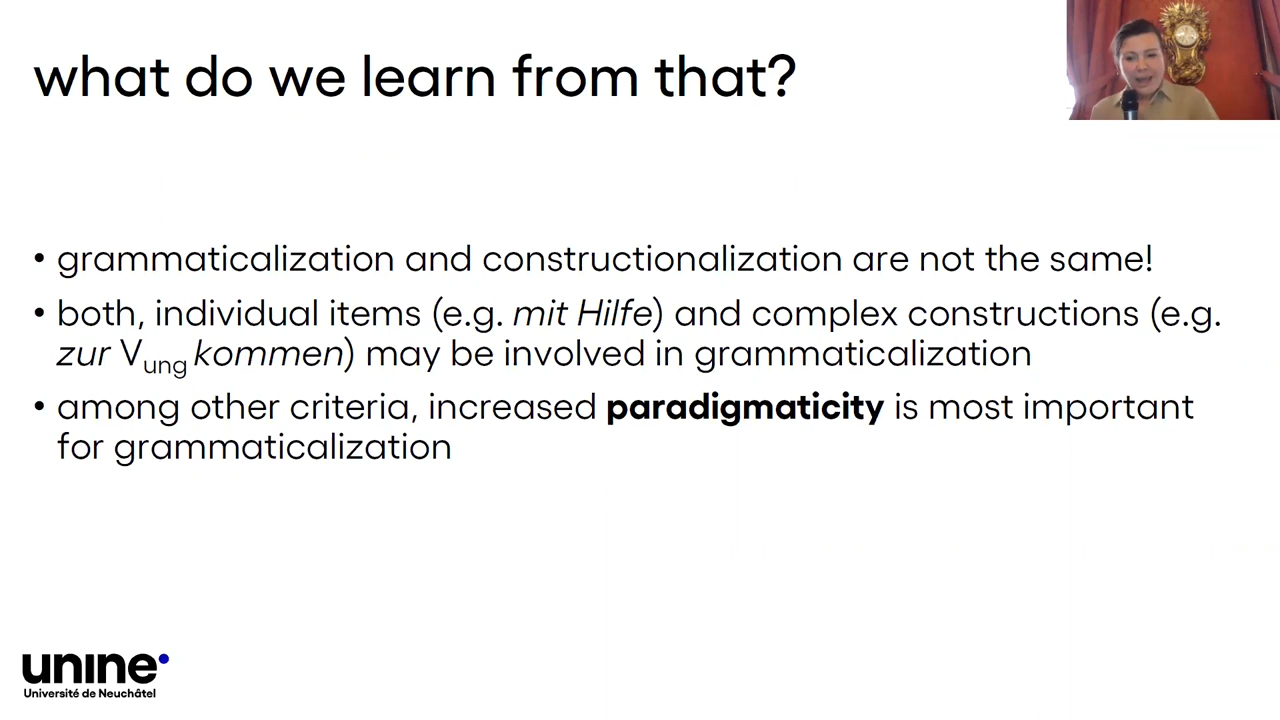 what do we learn from that?
• grammaticalization and constructionalization are not the same!
• both, individual items (e.g. mit Hilfe) and complex constructions (e.g.
zur Vung kommen) may be involved in grammaticalization
• among other criteria, increased paradigmaticity is most important
for grammaticalization
unine
Université de Neuchâtel